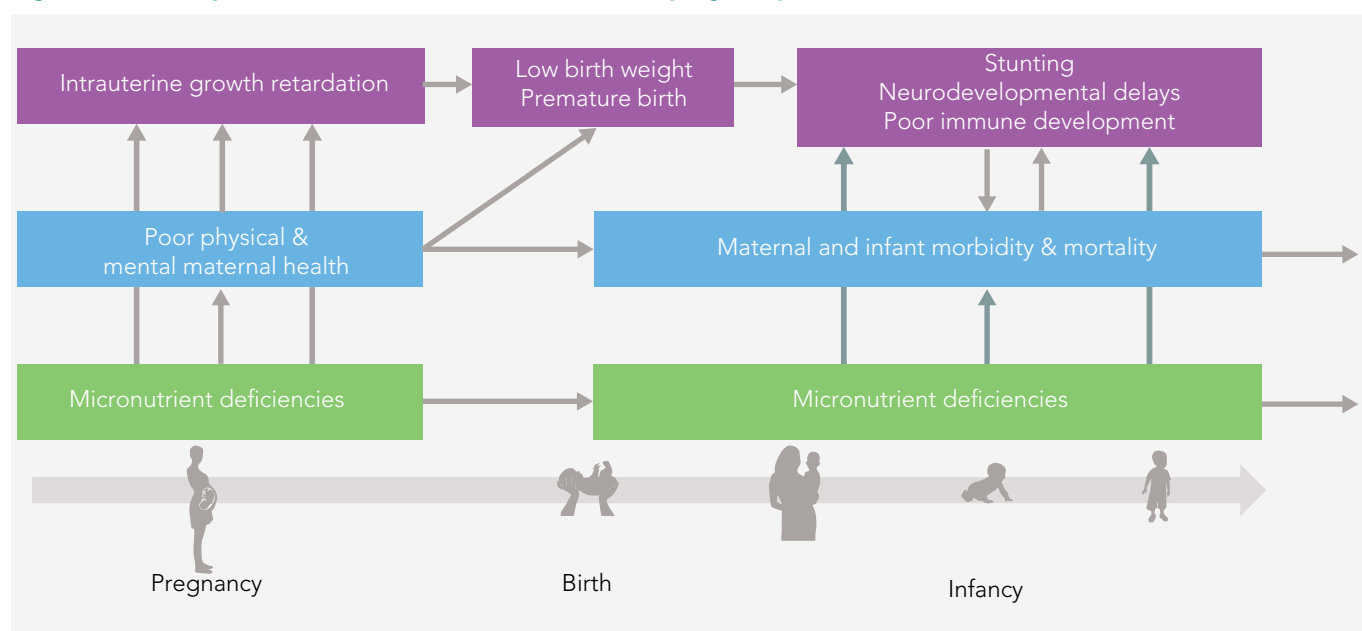 Intrauterine growth retardation
Low birth weight
Premature birth
Stunting
Neurodevelopmental delays
Poor immune development
Poor physical &
mental maternal health
Maternal and infant morbidity & mortality
Micronutrient deficiencies
Micronutrient deficiencies
Pregnancy
Birth
Infancy